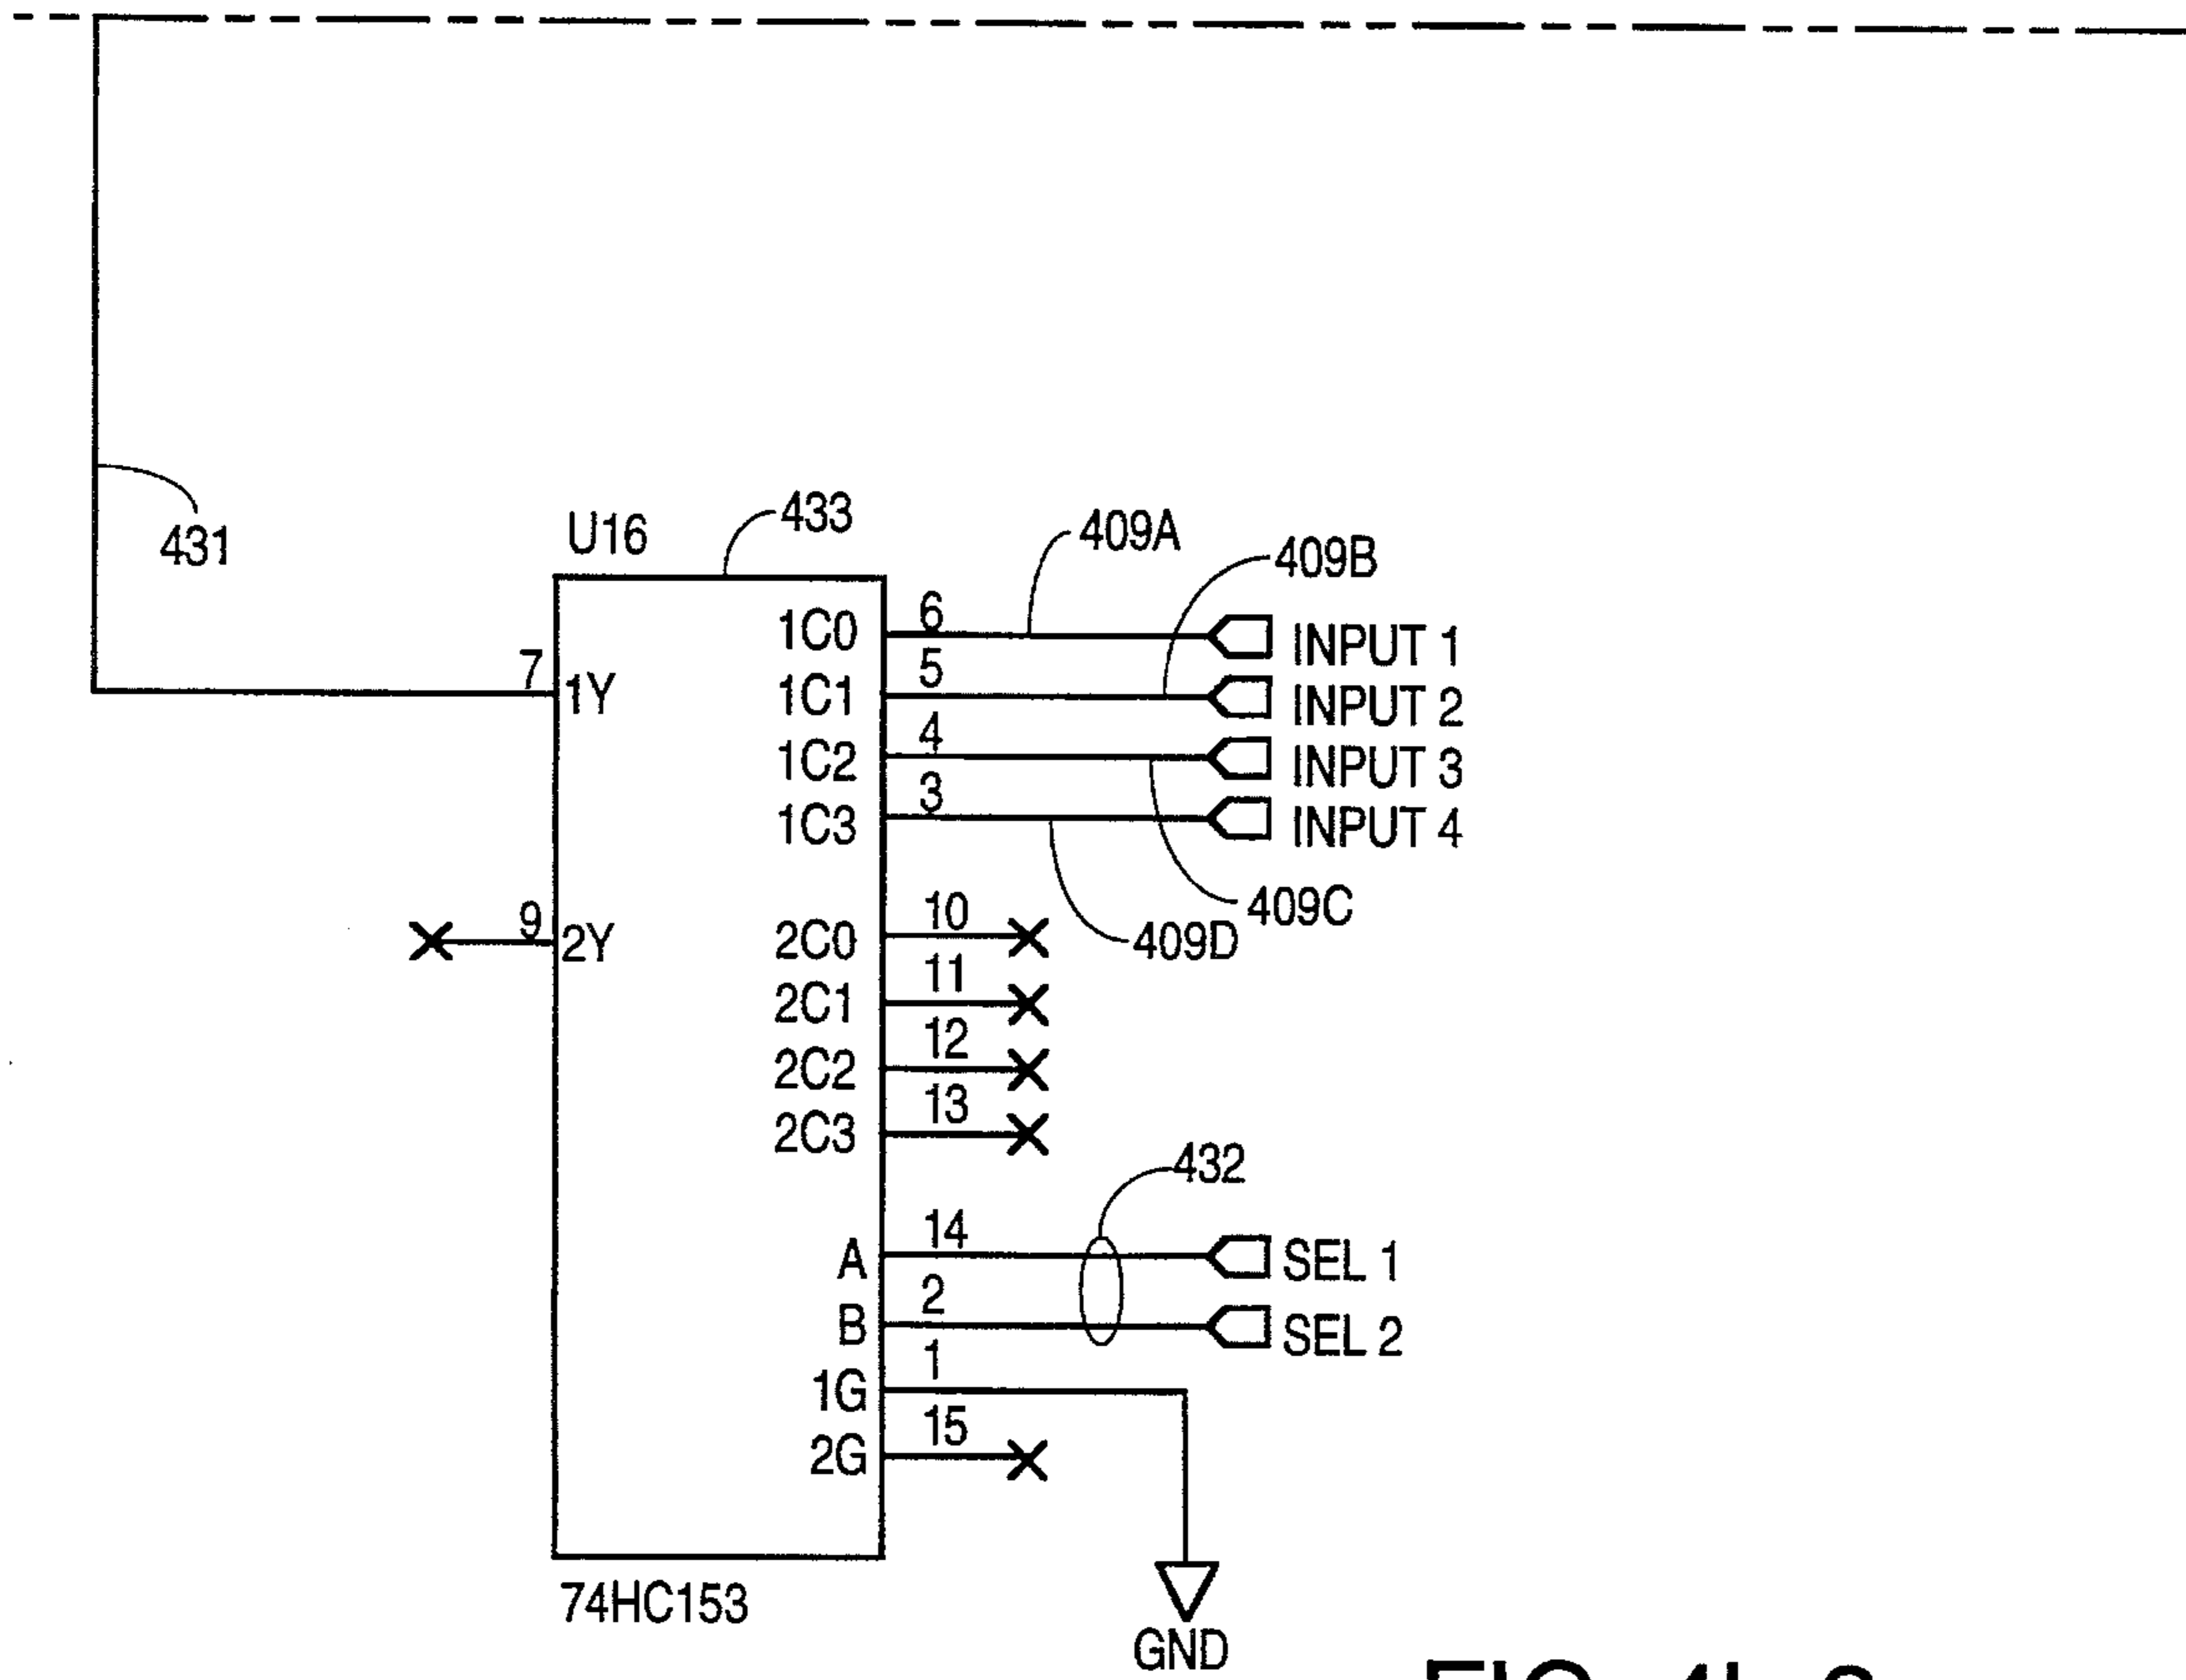 431
U16
433
409A
409B
7
1Y
1C0
6
INPUT 1
1C1
5
INPUT 2
1C2
4
INPUT 3
1C3
3
INPUT 4
409C
409D
9
2Y
2C0
10
2C1
11
2C2
12
2C3
13
432
A
14
SEL 1
B
2
SEL 2
1G
1
2G
15
74HC153
GND